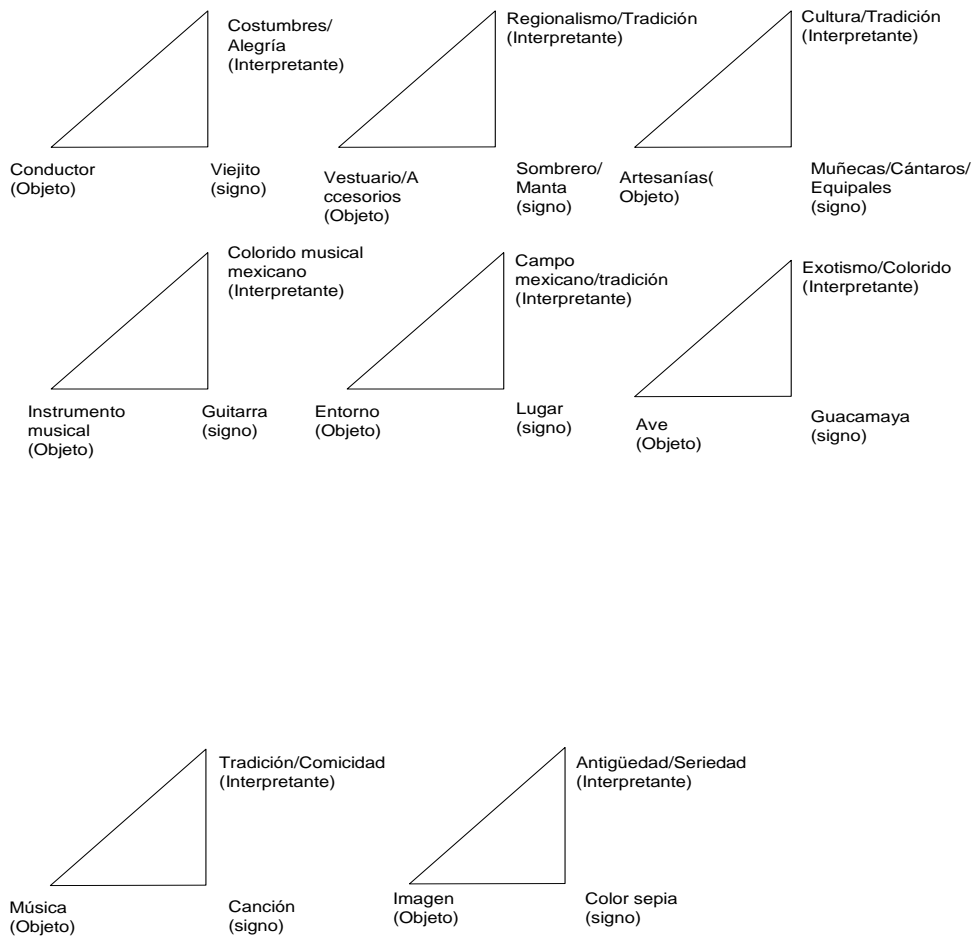 Costumbres/
Alegría
(Interpretante)
Conductor
(Objeto)
Viejito
(signo)
Regionalismo/Tradición
(Interpretante)
Vestuario/A
ccesorios
(Objeto)
Sombrero/
Manta
(signo)
Cultura/Tradición
(Interpretante)
Artesanías(
Objeto)
Muñecas/Cántaros/
Equipales
(signo)
Colorido musical
mexicano
(Interpretante)
Instrumento
musical
(Objeto)
Guitarra
(signo)
Campo
mexicano/tradición
(Interpretante)
Entorno
(Objeto)
Lugar
(signo)
Exotismo/Colorido
(Interpretante)
Ave
(Objeto)
Guacamaya
(signo)
Tradición/Comicidad
(Interpretante)
Música
(Objeto)
Canción
(signo)
Antigüedad/Seriedad
(Interpretante)
Imagen
(Objeto)
Color sepia
(signo)